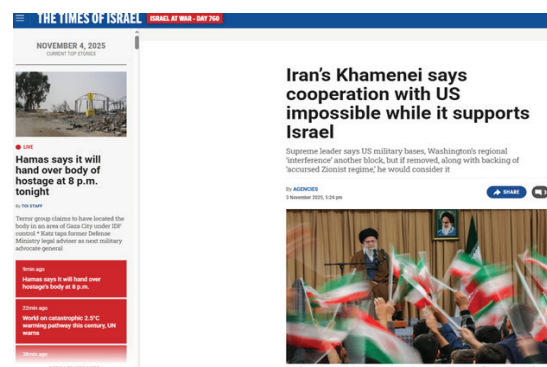 THE TIMES OF ISRAEL
ISRAEL AT WAR - DAY 760
NOVEMBER 4, 2025
CURRENT TOP STORIES
LIVE
Hamas says it will
hand over body of
hostage at 8 p.m.
tonight
By TOI STAFF
Terror group claims to have located the
body in an area of Gaza City under IDF
control * Katz taps former Defense
Ministry legal adviser as next military
advocate general
9min ago
Hamas says it will hand over
hostage's body at 8 p.m.
22min ago
World on catastrophic 2.5°C
warming pathway this century, UN
warns
38min ago
Iran's Khamenei says
cooperation with US
impossible while it supports
Israel
Supreme leader says US military bases, Washington's regional
'interference' another block, but if removed, along with backing of
'accursed Zionist regime,' he would consider it
By AGENCIES
3 November 2025, 5:24 pm
SHARE